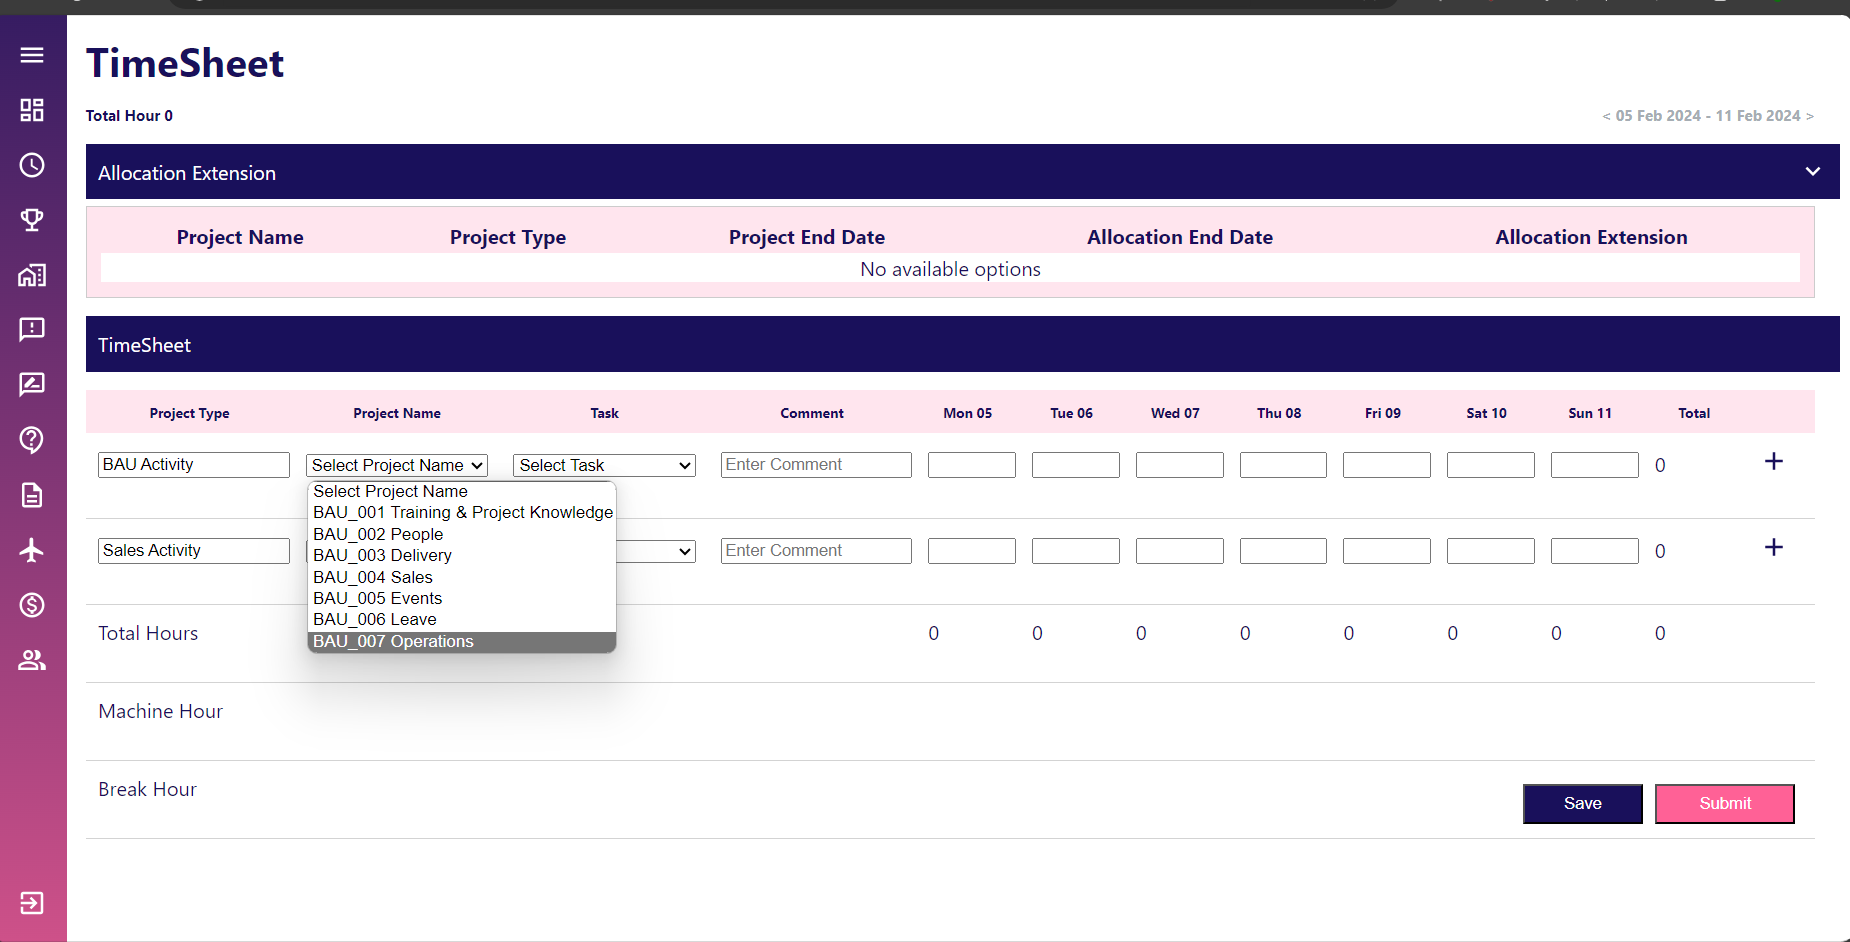 TimeSheet
Total Hour 0
< 05 Feb 2024 - 11 Feb 2024 >
Allocation Extension
Project Name Project Type Project End Date Allocation End Date Allocation Extension
No available options
TimeSheet
Project Type Project Name Task Comment Mon 05 Tue 06 Wed 07 Thu 08 Fri 09 Sat 10 Sun 11 Total
BAU Activity Select Project Name Select Task Enter Comment 0 +
Select Project Name
BAU_001 Training & Project Knowledge
BAU_002 People
BAU_003 Delivery
BAU_004 Sales
BAU_005 Events
BAU_006 Leave
BAU_007 Operations
Sales Activity Enter Comment 0 +
Total Hours 0 0 0 0 0 0 0 0
Machine Hour
Break Hour
Save Submit